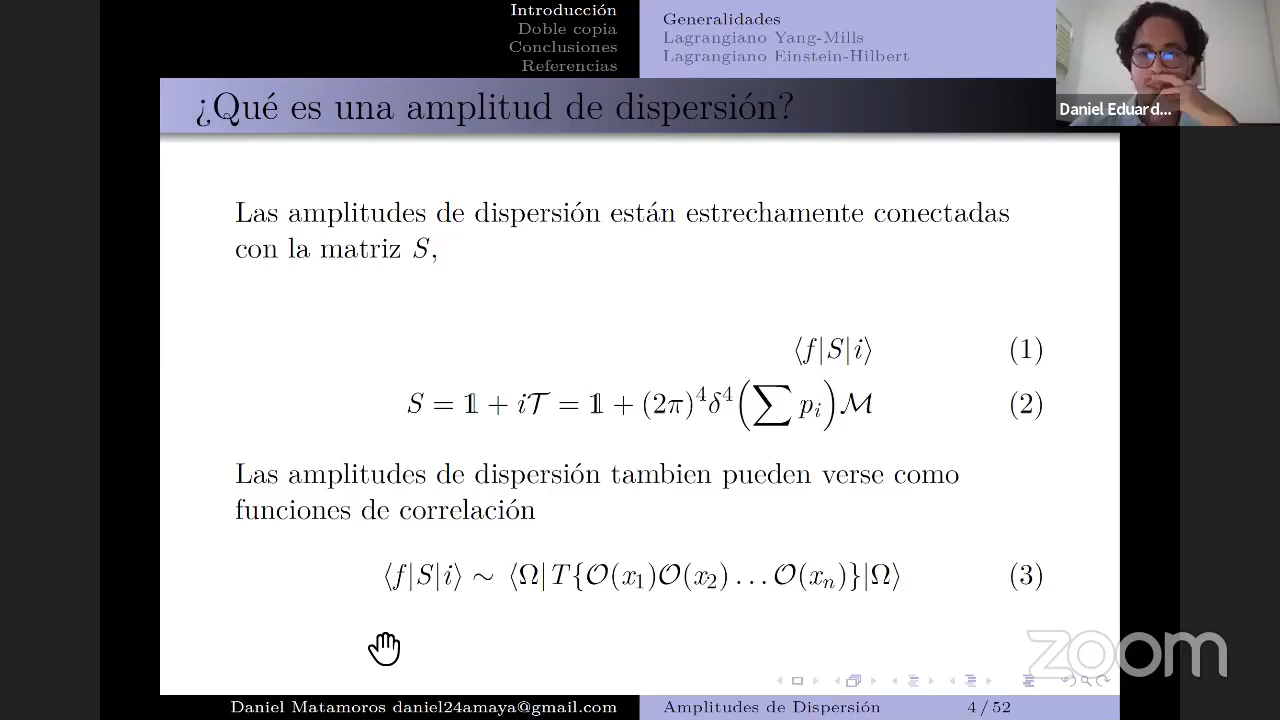 Introducción
Doble copia
Conclusiones
Referencias
Generalidades
Lagrangiano Yang-Mills
Lagrangiano Einstein-Hilbert
Daniel Eduard...
¿Qué es una amplitud de dispersión?
Las amplitudes de dispersión están estrechamente conectadas
con la matriz S,
⟨f|S|i⟩ (1)
S = 𝟙 + i𝒯 = 𝟙 + (2π)⁴δ⁴(∑ pᵢ)ℳ (2)
Las amplitudes de dispersión tambien pueden verse como
funciones de correlación
⟨f|S|i⟩ ∼ ⟨Ω|T{𝒪(x₁)𝒪(x₂)...𝒪(xₙ)}|Ω⟩ (3)
zoom
Daniel Matamoros daniel24amaya@gmail.com
Amplitudes de Dispersión
4/52